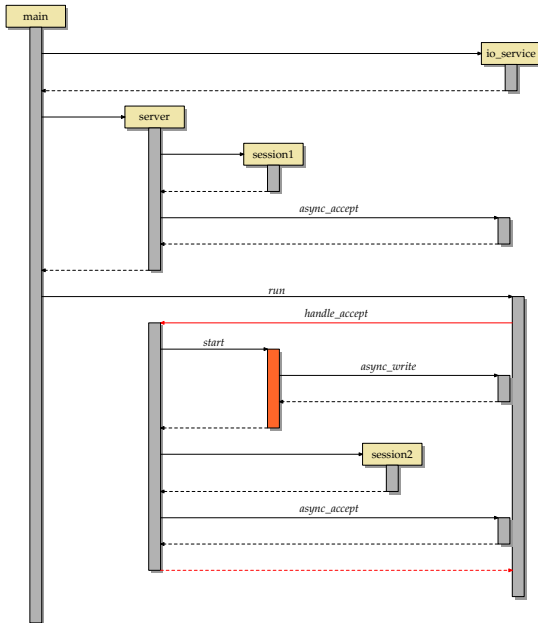 main
io_service
server
session1
async_accept
run
handle_accept
start
async_write
session2
async_accept